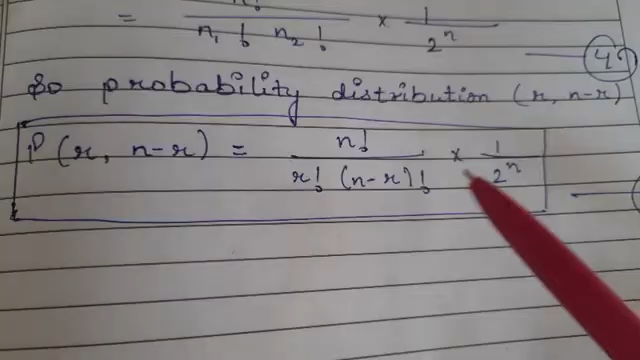 = n! / n₁! n₂! × 1 / 2ⁿ — 4
So probability distribution (r, n-r)
P(r, n-r) = n! / r! (n-r)! × 1 / 2ⁿ